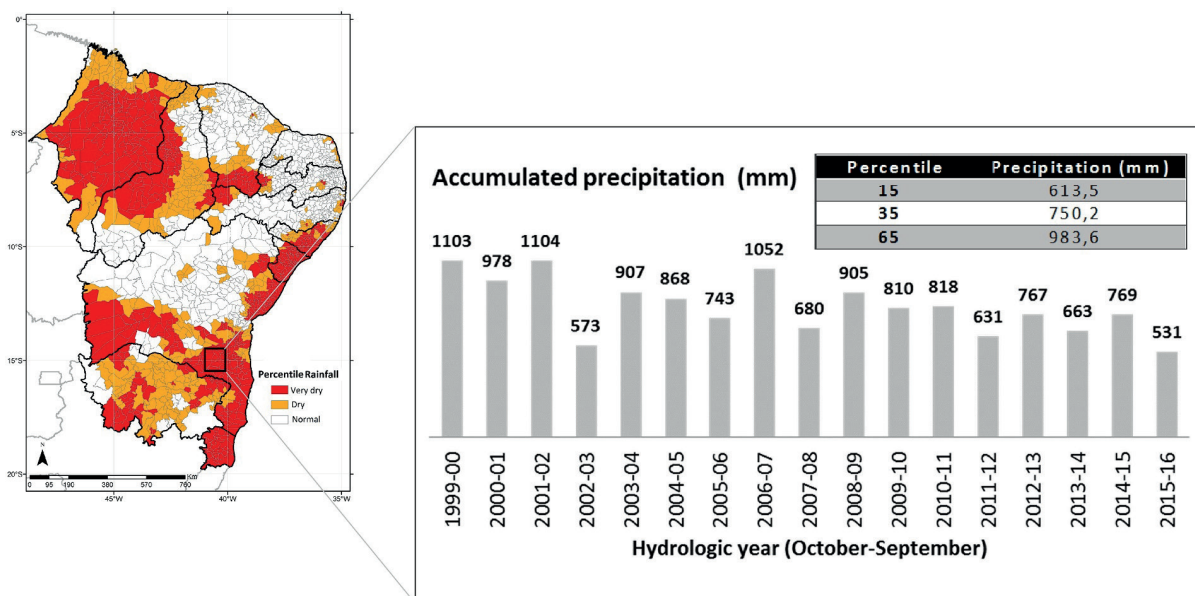 0°
5°S
10°S
15°S
20°S
45°W
40°W
35°W
Percentile Rainfall
Very dry
Dry
Normal
N
0 95 190 380 570 760 Km
Accumulated precipitation (mm)
Percentile Precipitation (mm)
15 613,5
35 750,2
65 983,6
1103 978 1104 573 907 868 743 1052 680 905 810 818 631 767 663 769 531
1999-00 2000-01 2001-02 2002-03 2003-04 2004-05 2005-06 2006-07 2007-08 2008-09 2009-10 2010-11 2011-12 2012-13 2013-14 2014-15 2015-16
Hydrologic year (October-September)